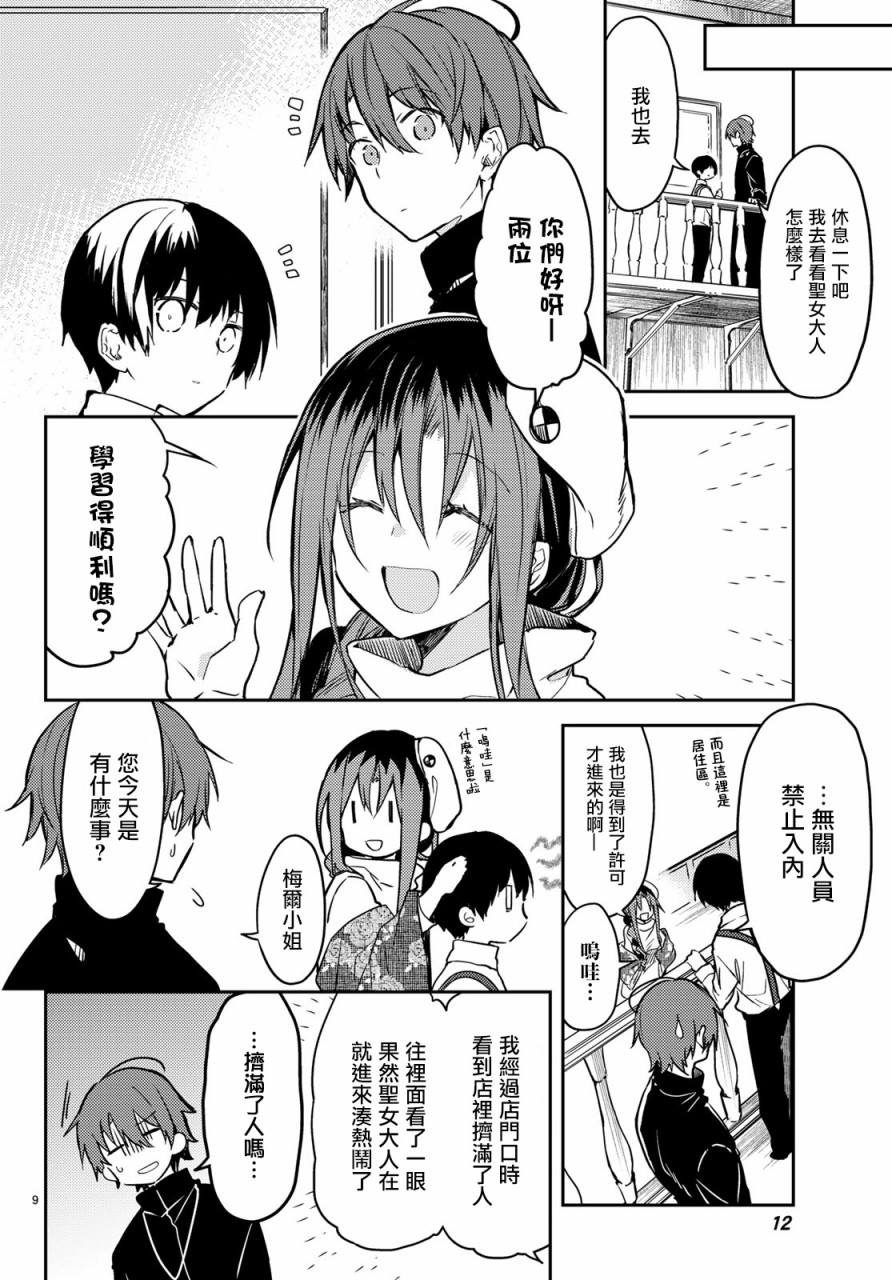 休息一下吧
我去看看聖女大人
怎麼樣了
我也去
你們好呀ー
兩位
學習得順利嗎？
…無關人員
禁止入內
而且這裡是
居住區。
我也是得到了許可
才進來的啊ー
嗚哇…
「嗚哇」是
什麼意思啦
梅爾小姐
您今天是
有什麼事？
我經過店門口時
看到店裡擠滿了人
往裡面看了一眼
果然聖女大人在
就進來湊熱鬧了
…擠滿了人嗎…
9
12